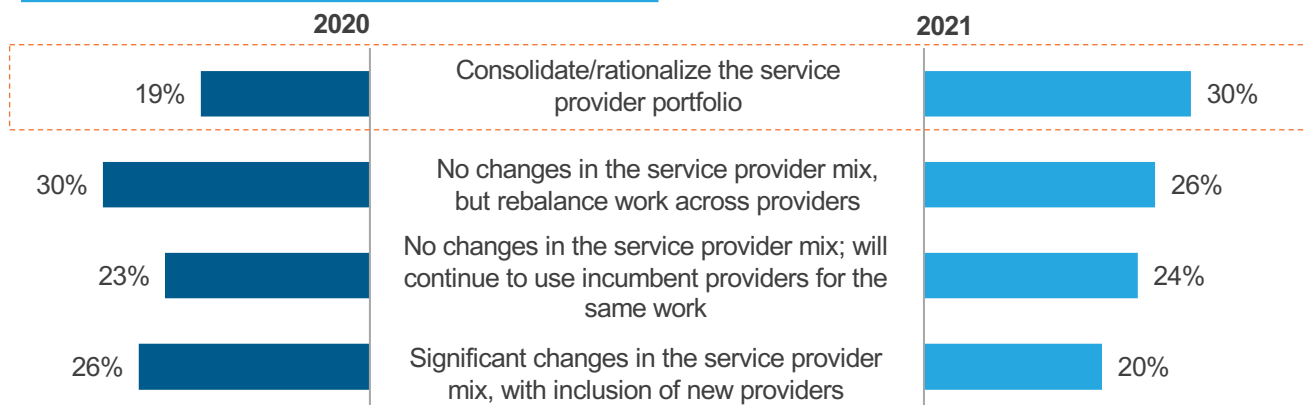 2020
2021
19%
Consolidate/rationalize the service
provider portfolio
30%
30%
No changes in the service provider mix,
but rebalance work across providers
26%
23%
No changes in the service provider mix; will
continue to use incumbent providers for the
same work
24%
26%
Significant changes in the service provider
mix, with inclusion of new providers
20%